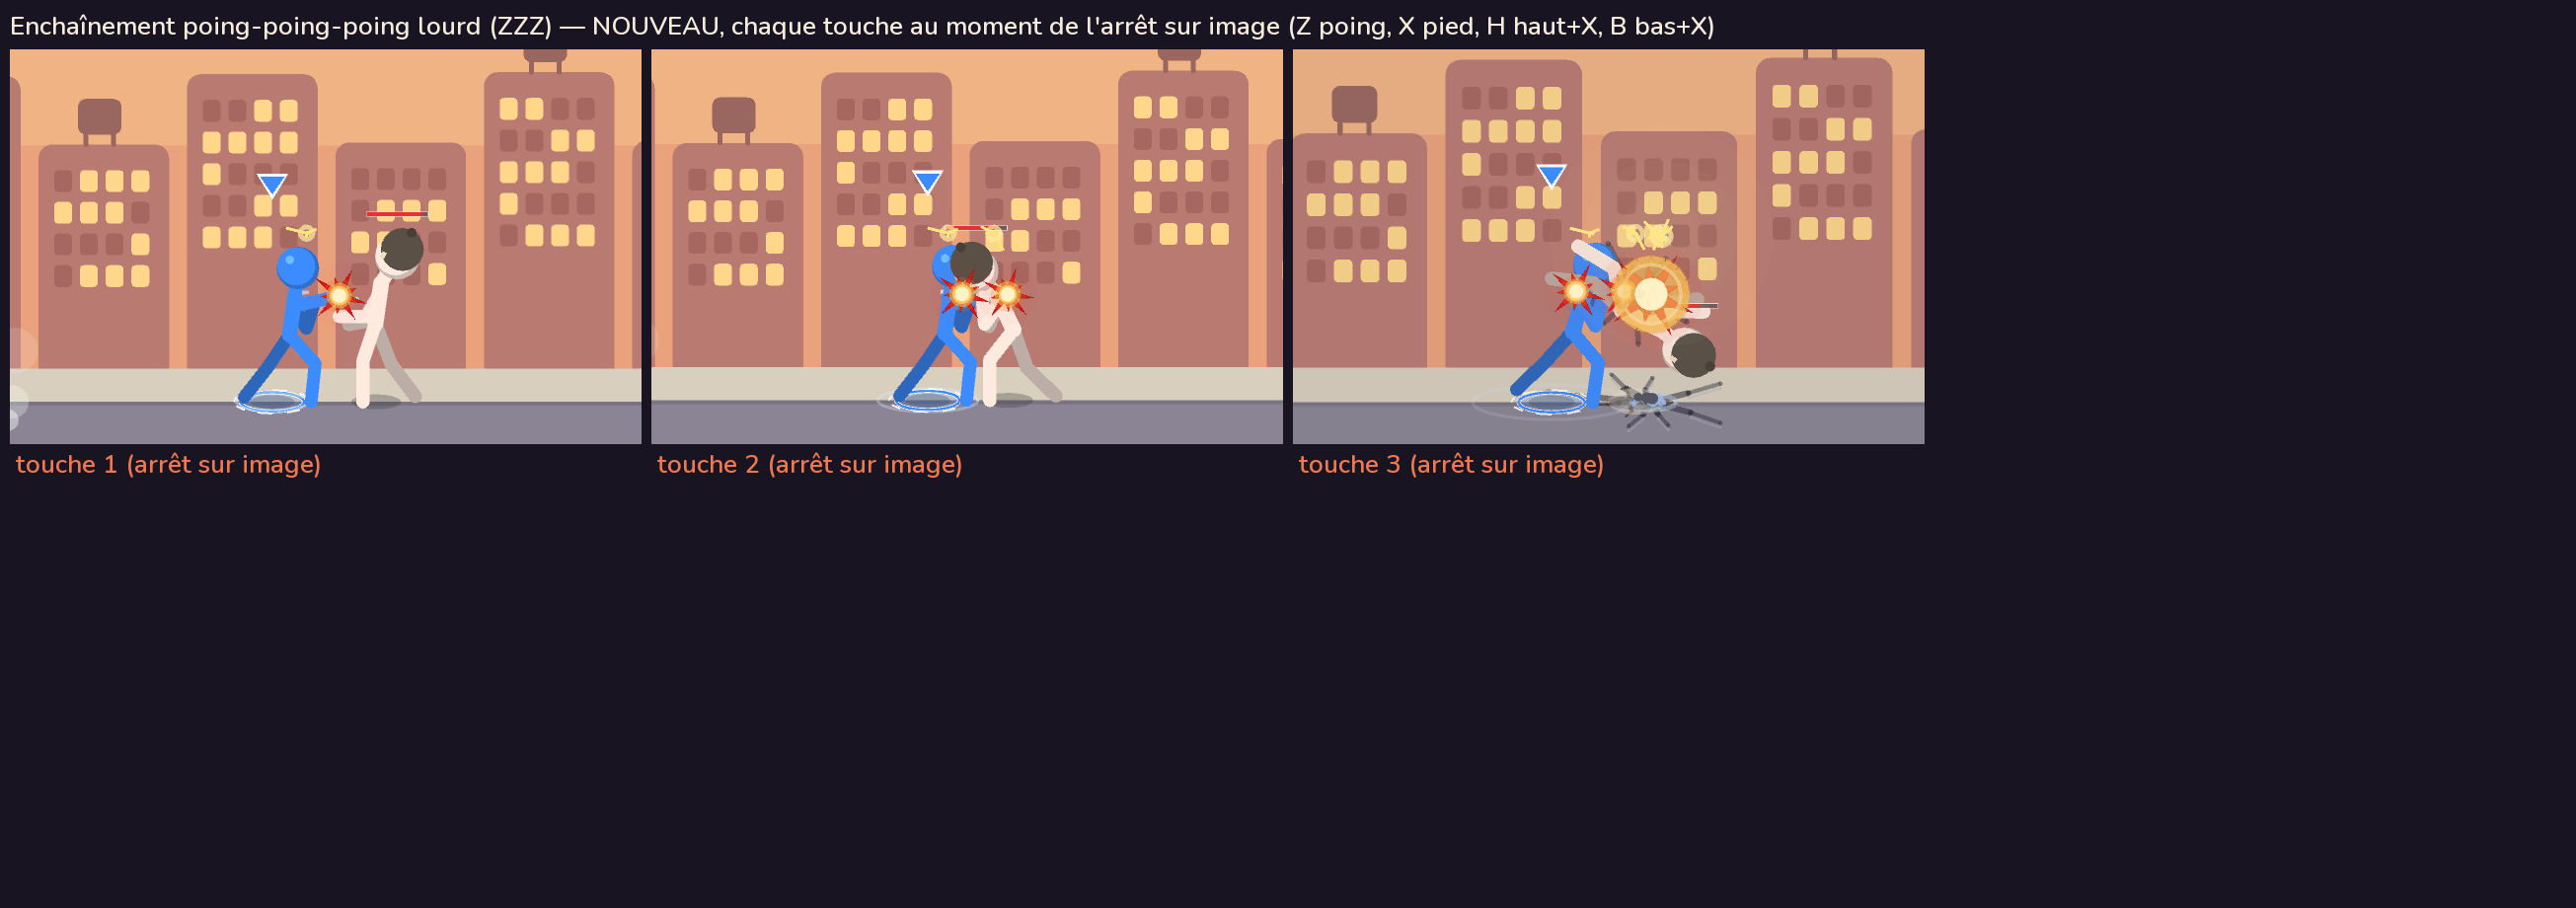 Enchaînement poing-poing-poing lourd (ZZZ) — NOUVEAU, chaque touche au moment de l'arrêt sur image (Z poing, X pied, H haut+X, B bas+X)
touche 1 (arrêt sur image)
touche 2 (arrêt sur image)
touche 3 (arrêt sur image)